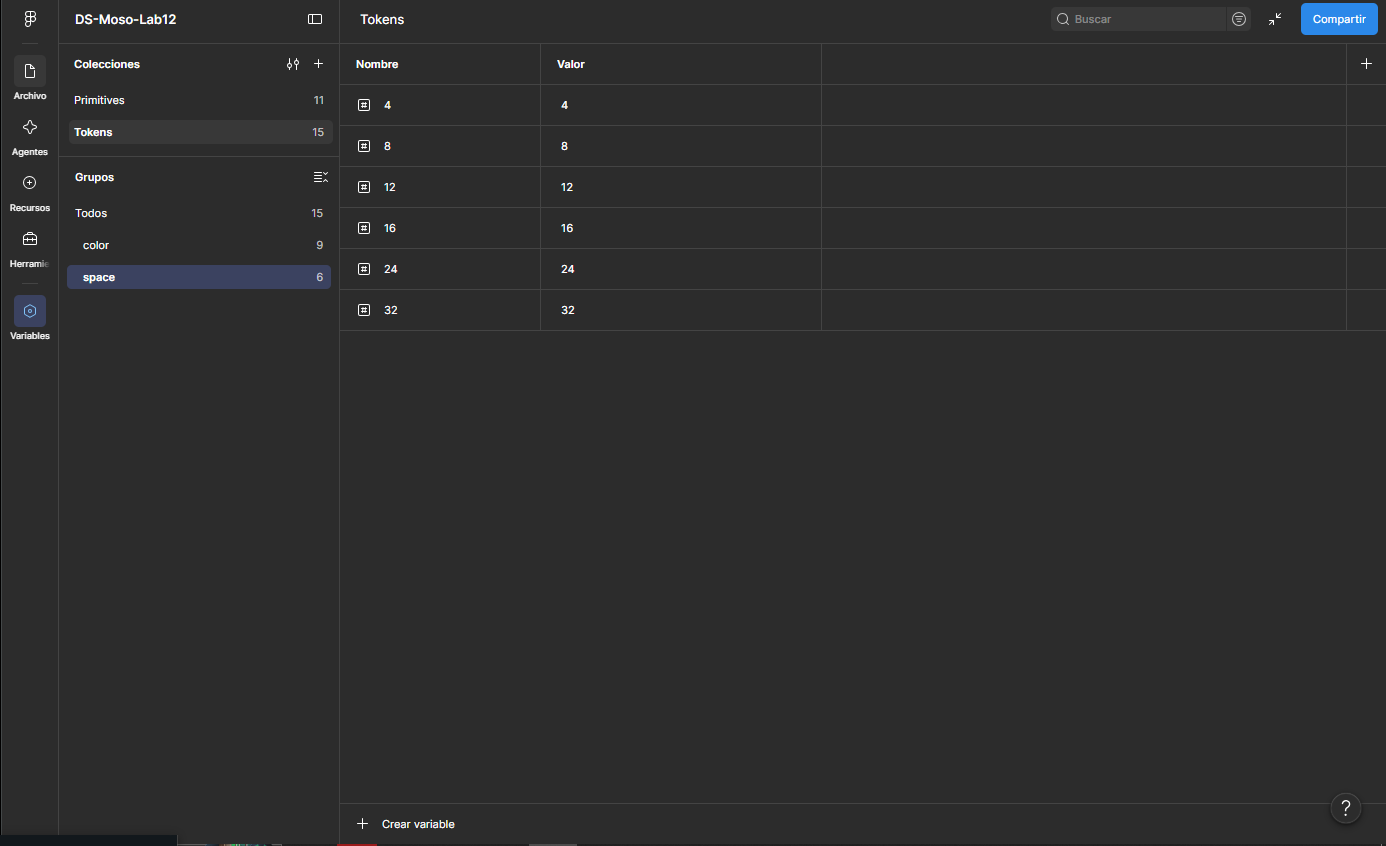 DS-Moso-Lab12
Tokens
Buscar
Compartir
Archivo
Agentes
Recursos
Herramie
Variables
Colecciones
Primitives 11
Tokens 15
Grupos
Todos 15
color 9
space 6
Nombre Valor
4 4
8 8
12 12
16 16
24 24
32 32
Crear variable
?